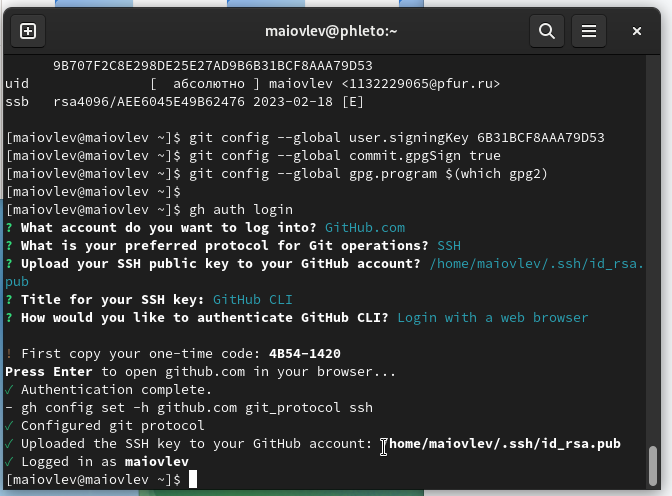 maiovlev@phleto:~
9B707F2C8E298DE25E27AD9B6B31BCF8AAA79D53
uid [ абсолютно ] maiovlev <1132229065@pfur.ru>
ssb rsa4096/AEE6045E49B62476 2023-02-18 [E]
[maiovlev@maiovlev ~]$ git config --global user.signingKey 6B31BCF8AAA79D53
[maiovlev@maiovlev ~]$ git config --global commit.gpgSign true
[maiovlev@maiovlev ~]$ git config --global gpg.program $(which gpg2)
[maiovlev@maiovlev ~]$
[maiovlev@maiovlev ~]$ gh auth login
? What account do you want to log into? GitHub.com
? What is your preferred protocol for Git operations? SSH
? Upload your SSH public key to your GitHub account? /home/maiovlev/.ssh/id_rsa.
pub
? Title for your SSH key: GitHub CLI
? How would you like to authenticate GitHub CLI? Login with a web browser
! First copy your one-time code: 4B54-1420
Press Enter to open github.com in your browser...
✓ Authentication complete.
- gh config set -h github.com git_protocol ssh
✓ Configured git protocol
✓ Uploaded the SSH key to your GitHub account: /home/maiovlev/.ssh/id_rsa.pub
✓ Logged in as maiovlev
[maiovlev@maiovlev ~]$